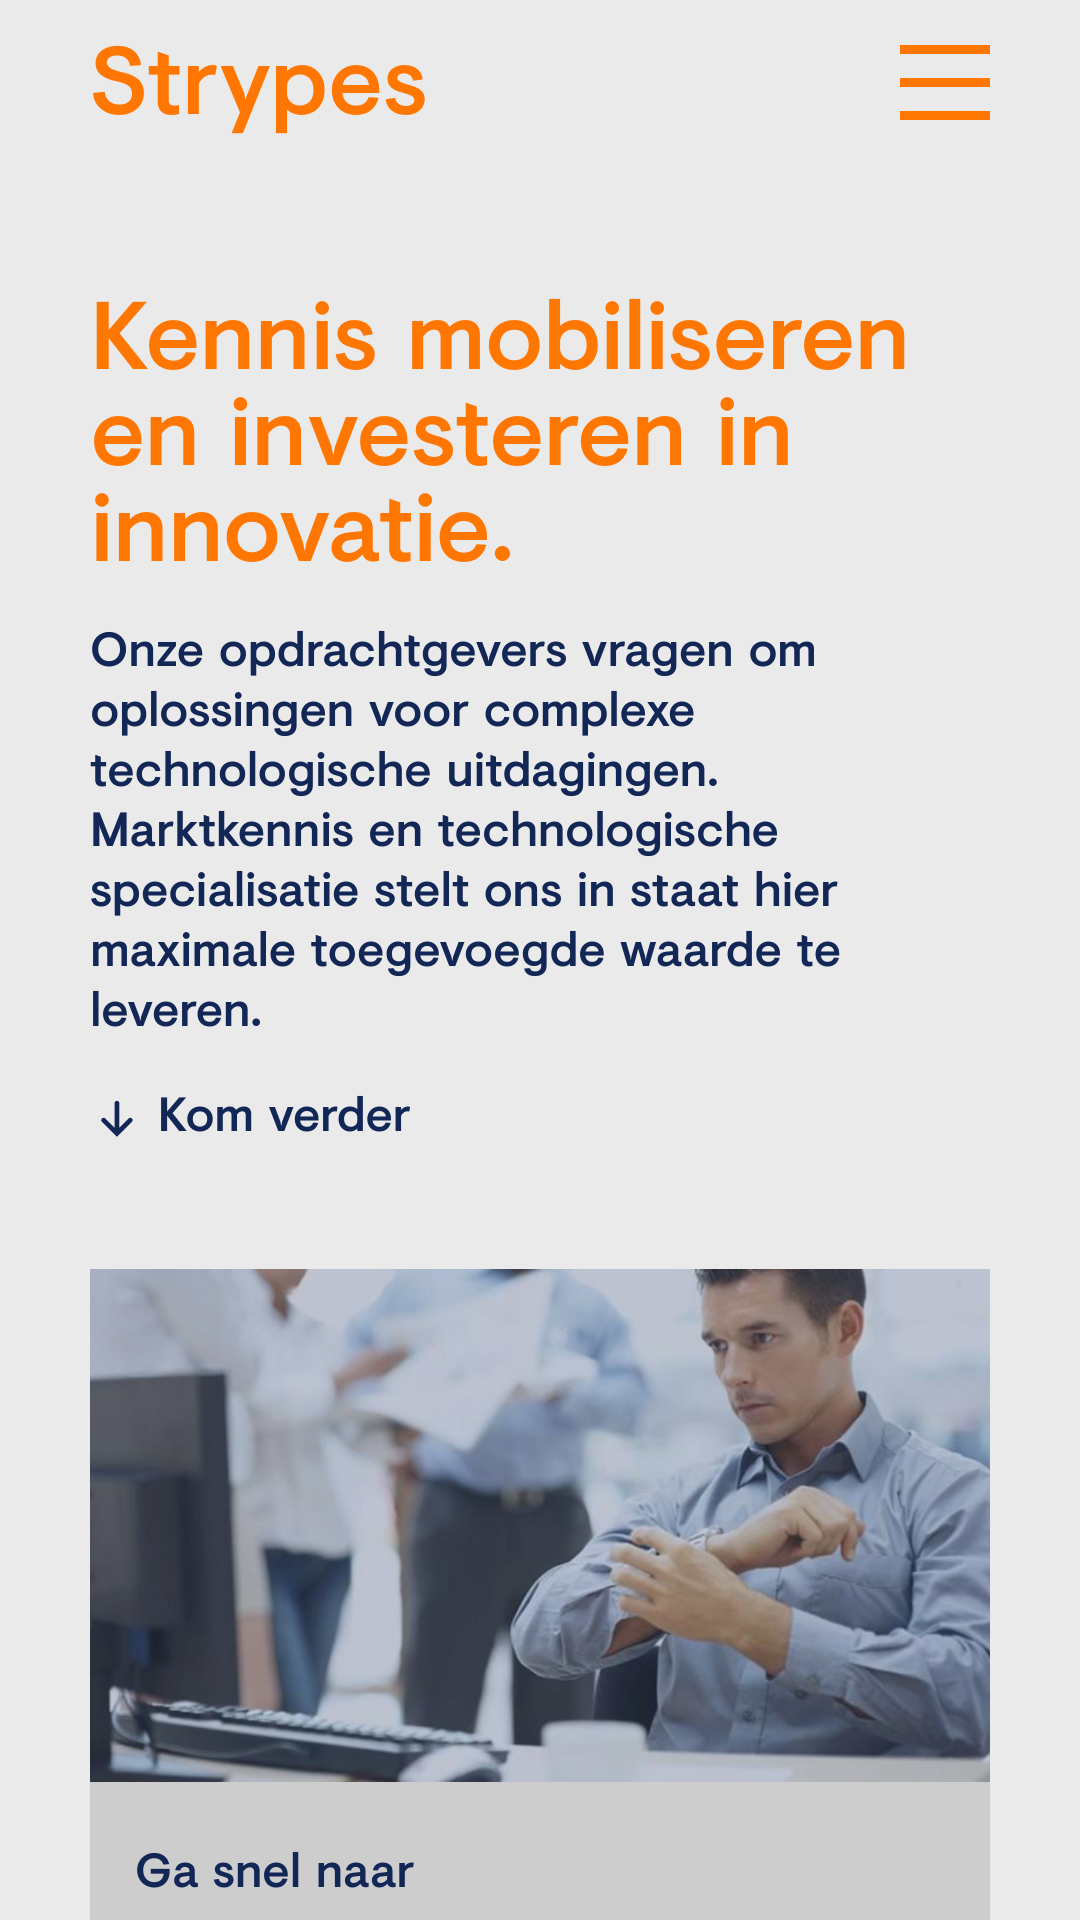 Strypes
Kennis mobiliseren
en investeren in
innovatie.
Onze opdrachtgevers vragen om
oplossingen voor complexe
technologische uitdagingen.
Marktkennis en technologische
specialisatie stelt ons in staat hier
maximale toegevoegde waarde te
leveren.
Kom verder
Ga snel naar